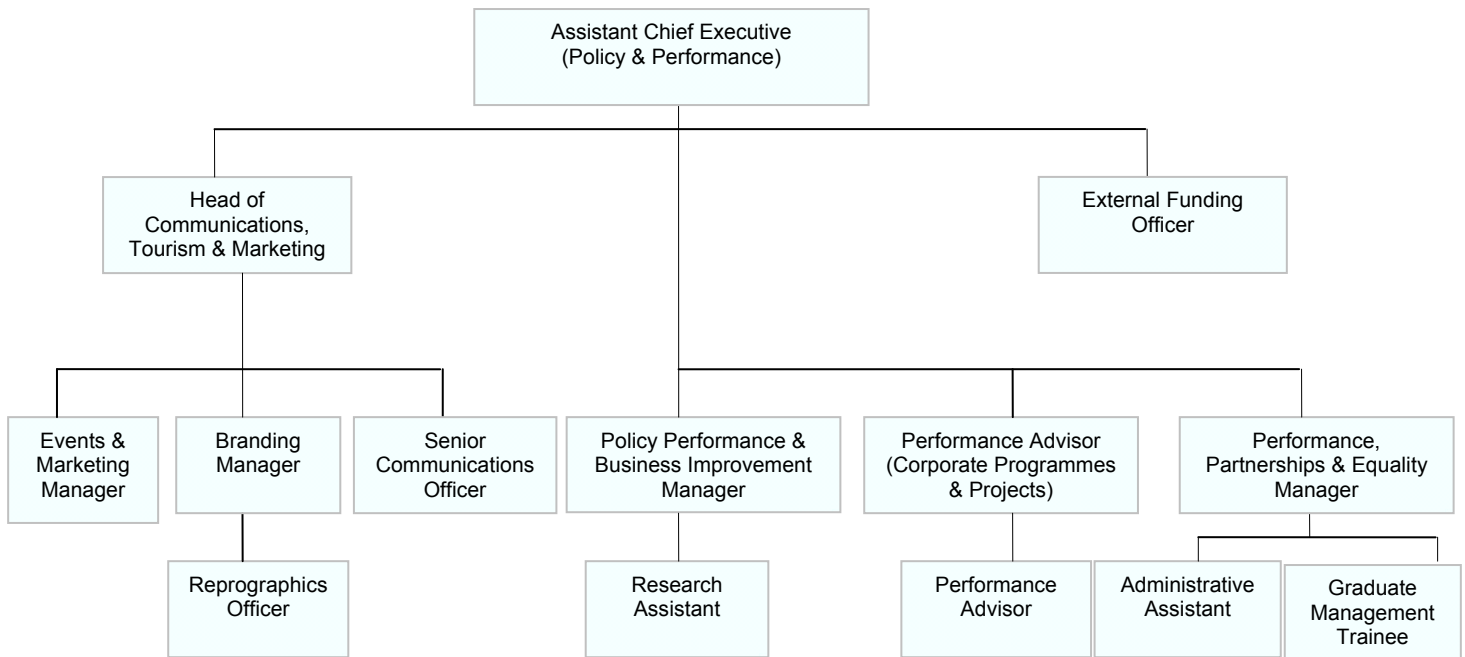 Assistant Chief Executive
(Policy & Performance)
Head of
Communications,
Tourism & Marketing
External Funding
Officer
Events &
Marketing
Manager
Branding
Manager
Senior
Communications
Officer
Policy Performance &
Business Improvement
Manager
Performance Advisor
(Corporate Programmes
& Projects)
Performance,
Partnerships & Equality
Manager
Reprographics
Officer
Research
Assistant
Performance
Advisor
Administrative
Assistant
Graduate
Management
Trainee